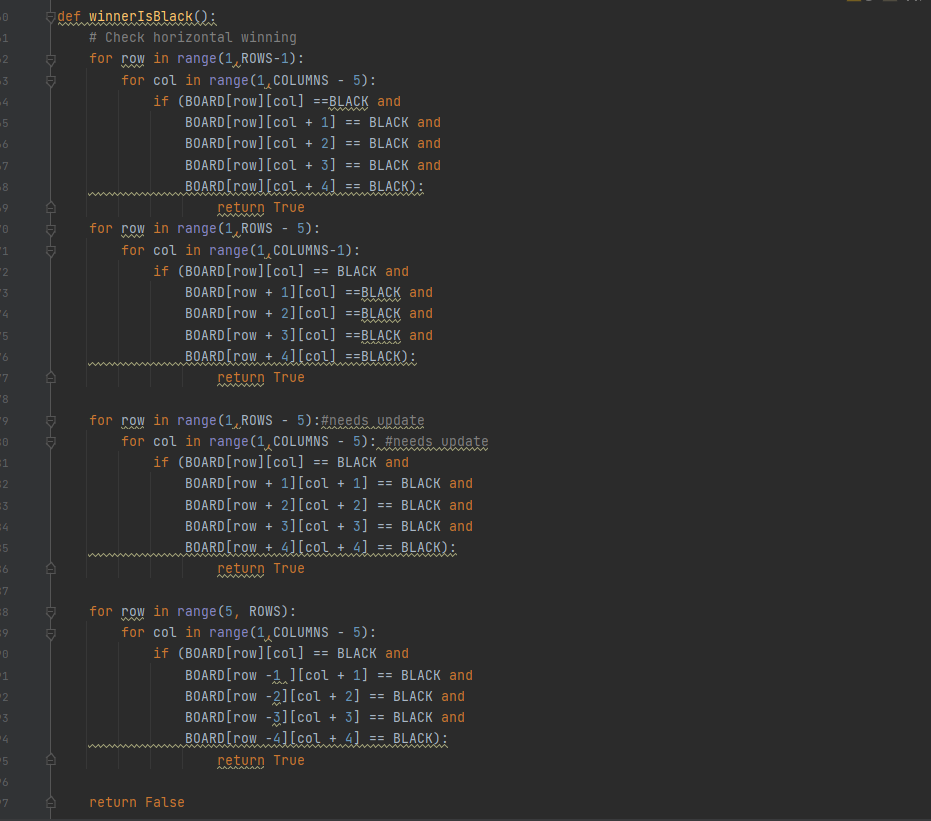 def winnerIsBlack():
    # Check horizontal winning
    for row in range(1,ROWS-1):
        for col in range(1,COLUMNS - 5):
            if (BOARD[row][col] ==BLACK and
                BOARD[row][col + 1] == BLACK and
                BOARD[row][col + 2] == BLACK and
                BOARD[row][col + 3] == BLACK and
                BOARD[row][col + 4] == BLACK):
                    return True
    for row in range(1,ROWS - 5):
        for col in range(1,COLUMNS-1):
            if (BOARD[row][col] == BLACK and
                BOARD[row + 1][col] ==BLACK and
                BOARD[row + 2][col] ==BLACK and
                BOARD[row + 3][col] ==BLACK and
                BOARD[row + 4][col] ==BLACK):
                    return True
    for row in range(1,ROWS - 5):#needs update
        for col in range(1,COLUMNS - 5): #needs update
            if (BOARD[row][col] == BLACK and
                BOARD[row + 1][col + 1] == BLACK and
                BOARD[row + 2][col + 2] == BLACK and
                BOARD[row + 3][col + 3] == BLACK and
                BOARD[row + 4][col + 4] == BLACK):
                    return True
    for row in range(5, ROWS):
        for col in range(1,COLUMNS - 5):
            if (BOARD[row][col] == BLACK and
                BOARD[row -1 ][col + 1] == BLACK and
                BOARD[row -2][col + 2] == BLACK and
                BOARD[row -3][col + 3] == BLACK and
                BOARD[row -4][col + 4] == BLACK):
                    return True
    return False